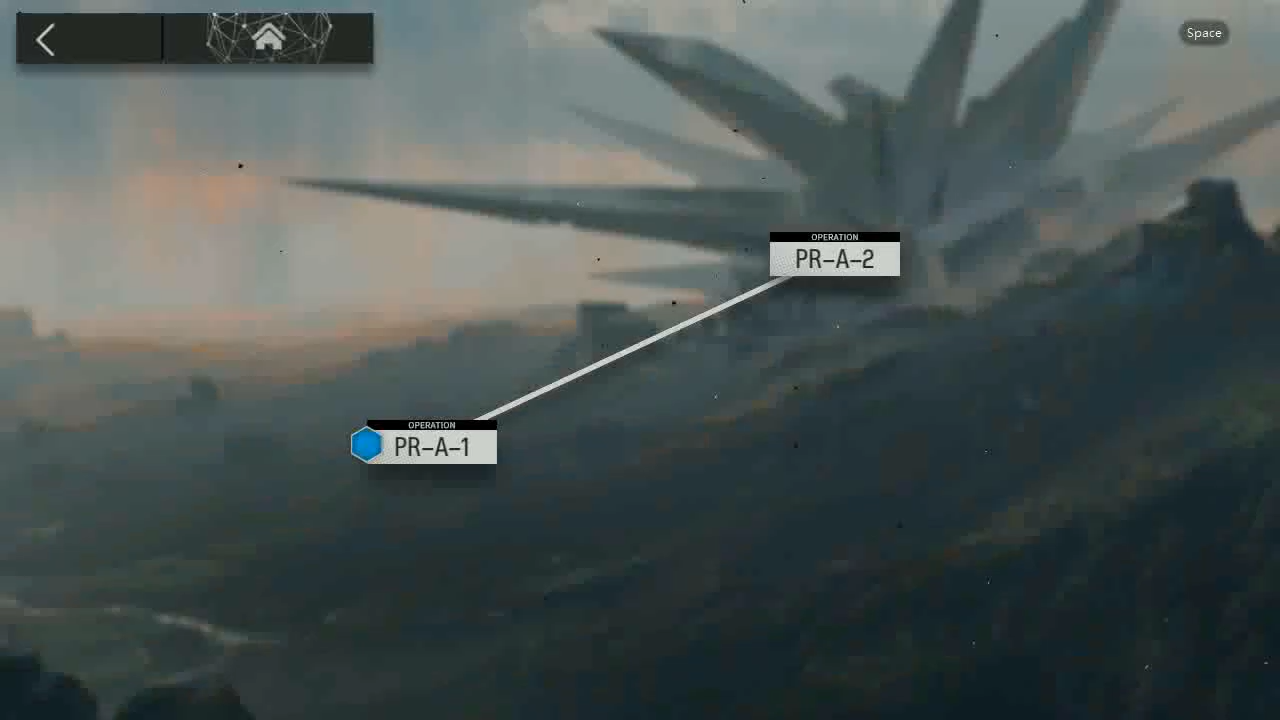 Space
OPERATION
PR-A-2
OPERATION
PR-A-1